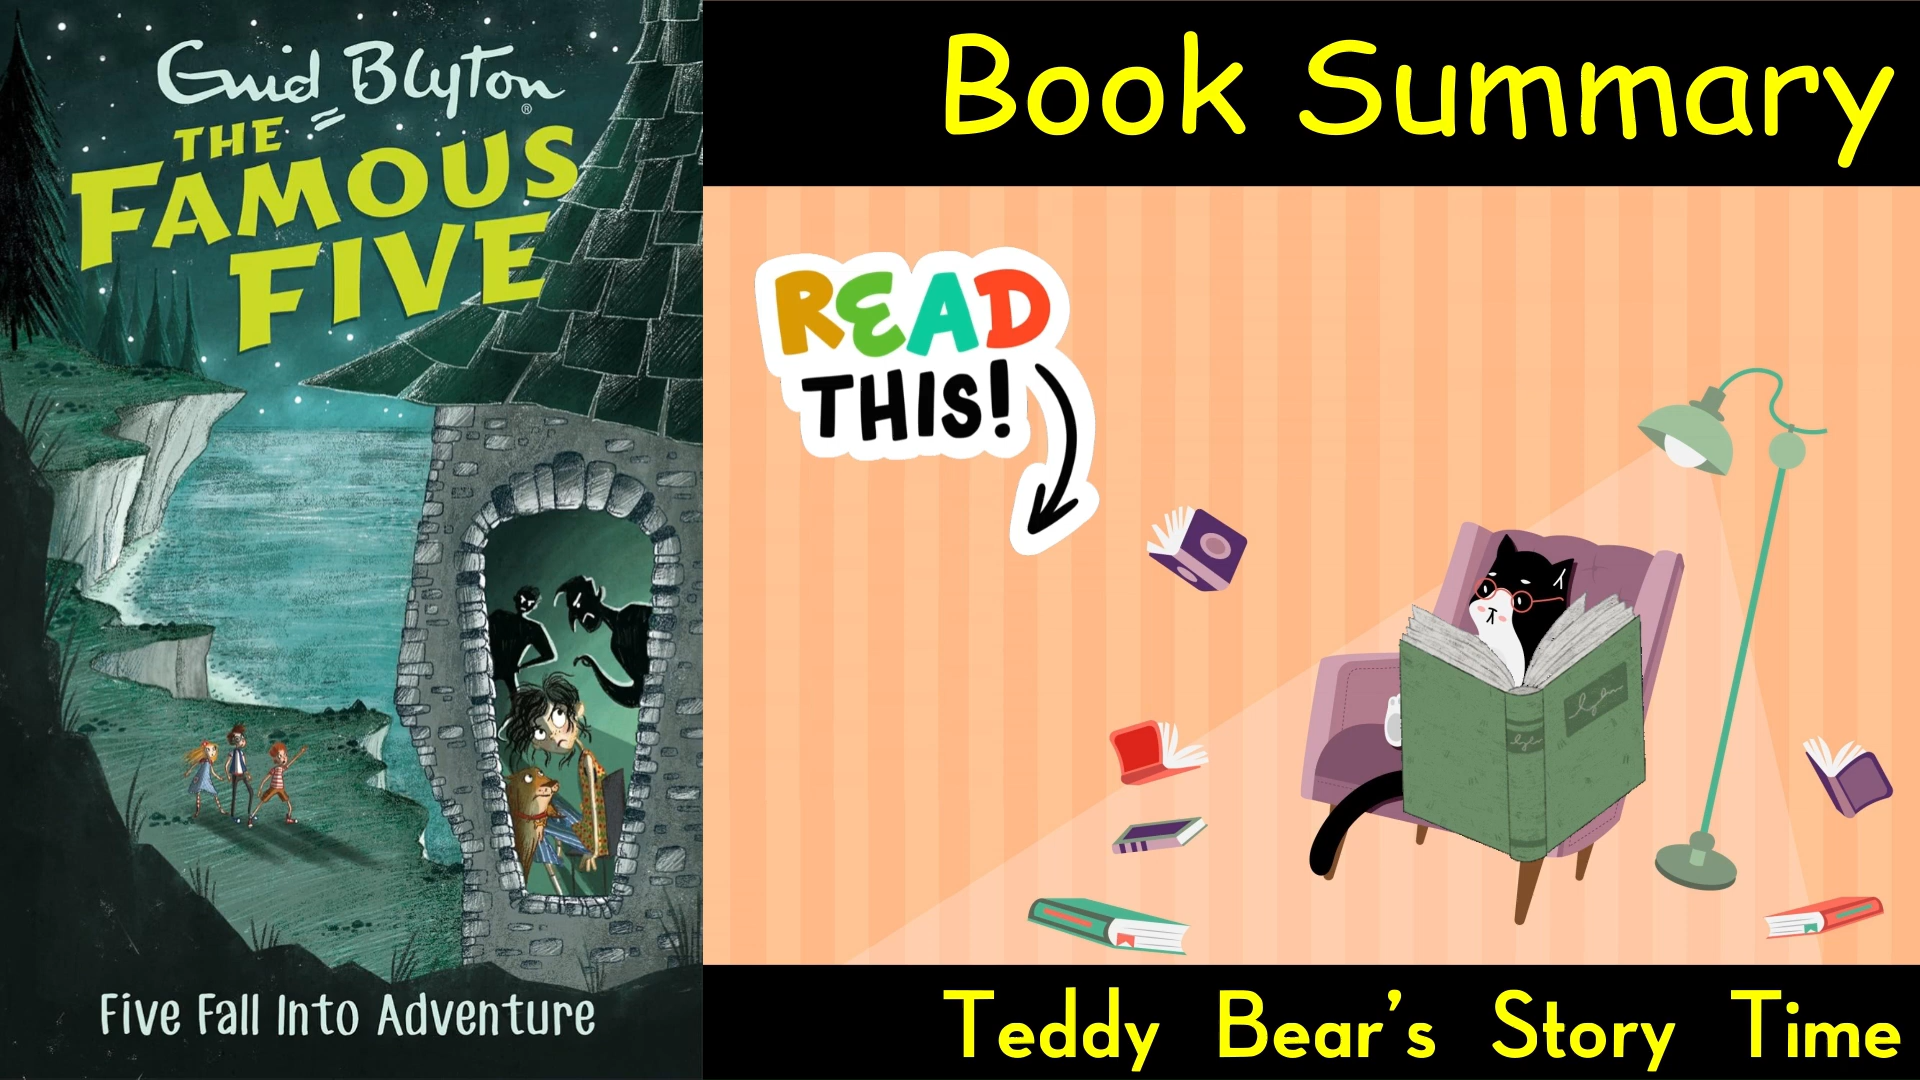 Enid Blyton®
THE
FAMOUS
FIVE
Five Fall Into Adventure
Book Summary
READ
THIS!
Teddy Bear's Story Time